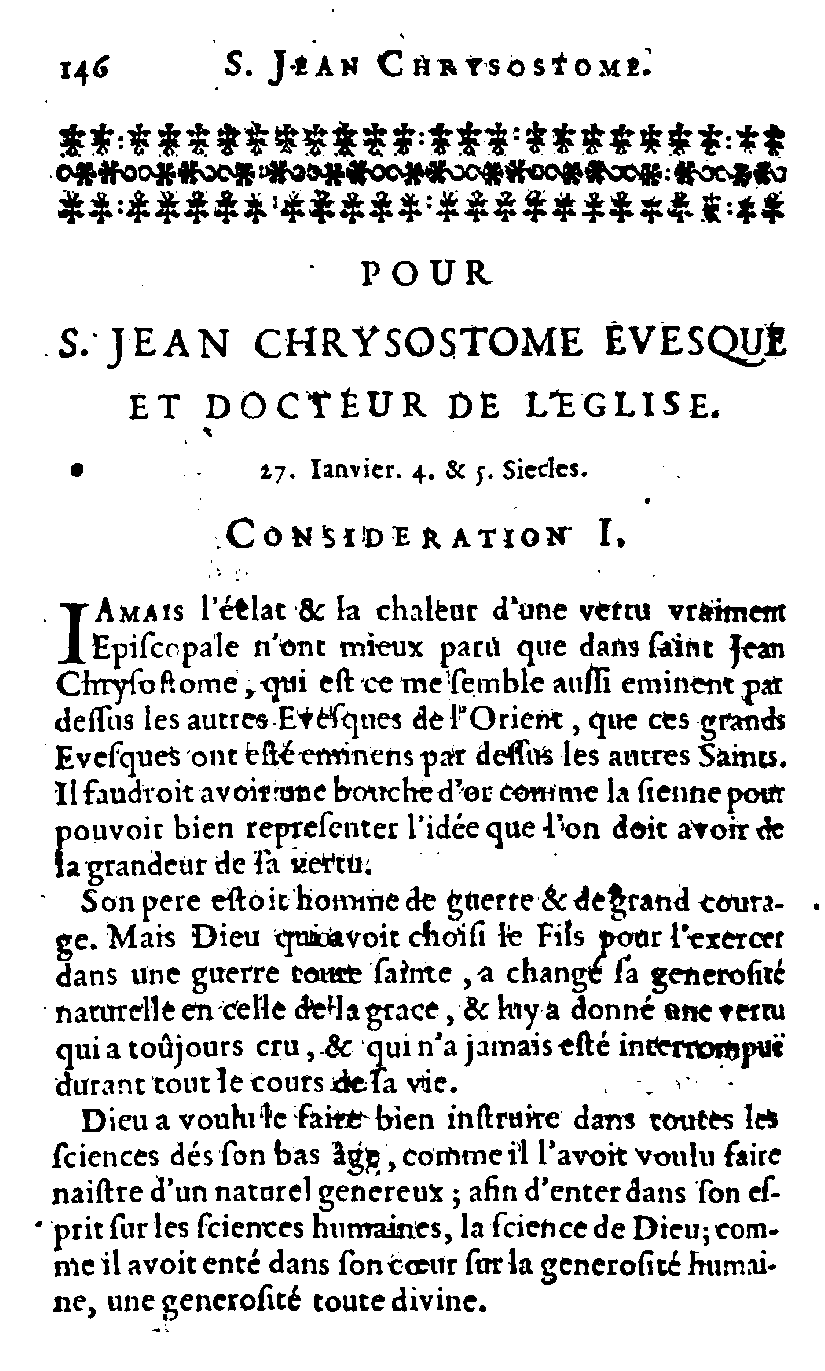 146 S. JEAN CHRYSOSTOME.
POUR
S. JEAN CHRYSOSTOME EVESQUE
ET DOCTEUR DE L'EGLISE.
27. Ianvier. 4. & 5. Siecles.
CONSIDERATION I.
IAMAIS l'éclat & la chaleur d'une vertu vraiment
Epiſcopale n'ont mieux paru que dans ſaint Jean
Chryſoſtome, qui eſt ce me ſemble auſſi eminent par
deſſus les autres Eveſques de l'Orient, que ces grands
Eveſques ont eſté eminens par deſſus les autres Saints.
Il faudroit avoir une bouche d'or comme la ſienne pour
pouvoir bien repreſenter l'idée que l'on doit avoir de
la grandeur de ſa vertu.
Son pere eſtoit homme de guerre & de grand coura-
ge. Mais Dieu qui avoit choiſi le Fils pour l'exercer
dans une guerre toute ſainte, a changé ſa generoſité
naturelle en celle de la grace, & luy a donné une vertu
qui a toûjours cru, & qui n'a jamais eſté interrompuë
durant tout le cours de ſa vie.
Dieu a voulu le faire bien inſtruire dans toutes les
ſciences dés ſon bas âge, comme il l'avoit voulu faire
naiſtre d'un naturel genereux ; afin d'enter dans ſon eſ-
prit ſur les ſciences humaines, la ſcience de Dieu; com-
me il avoit enté dans ſon cœur ſur la generoſité humai-
ne, une generoſité toute divine.